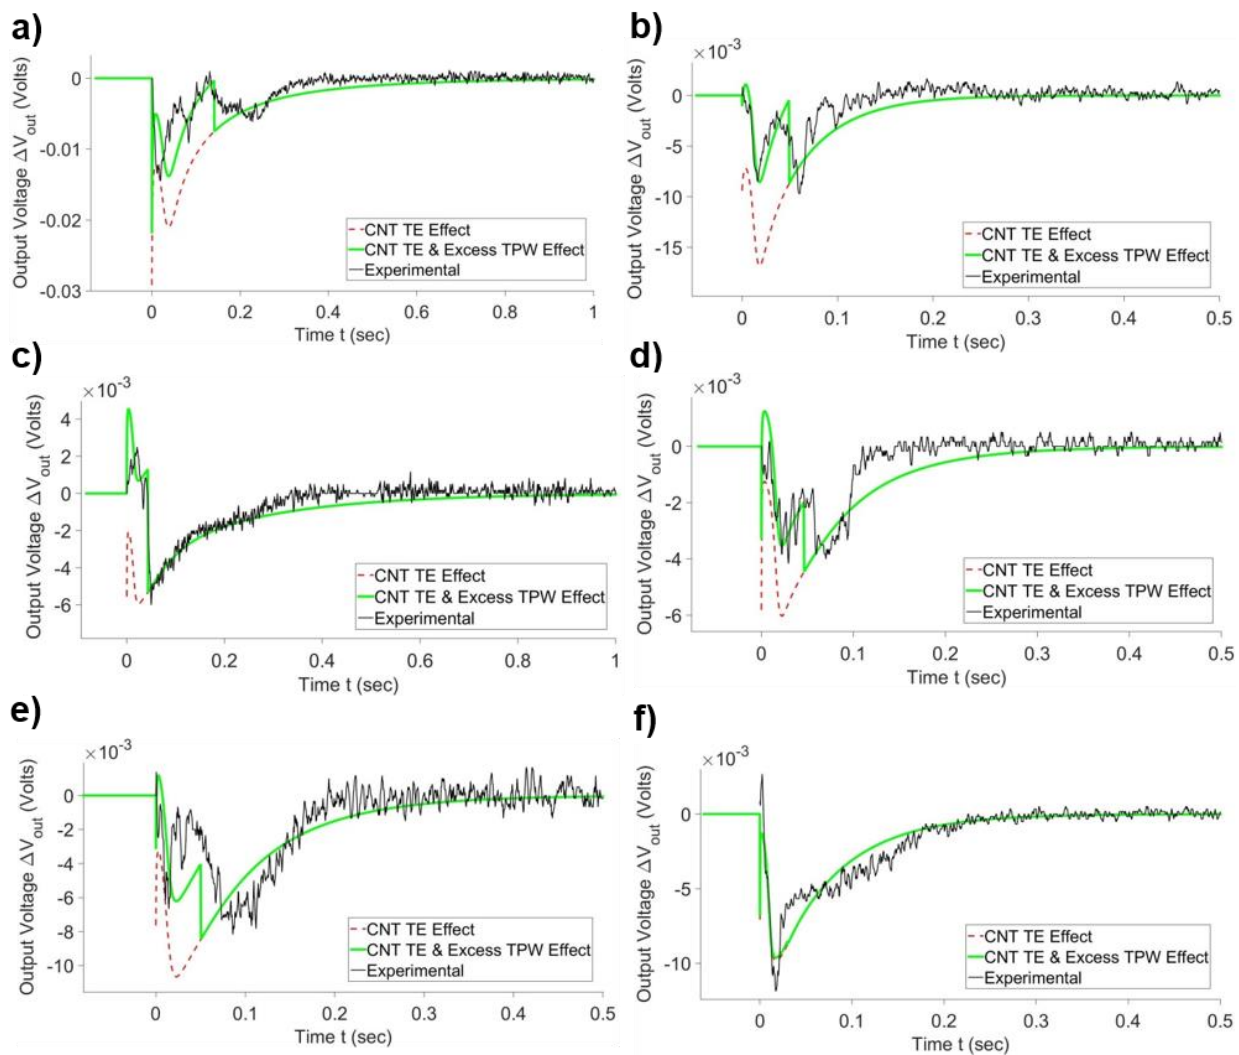 a)
Output Voltage ΔV_out (Volts)
0
-0.01
-0.02
-0.03
CNT TE Effect
CNT TE & Excess TPW Effect
Experimental
0
0.2
0.4
0.6
0.8
1
Time t (sec)
b)
×10⁻³
Output Voltage ΔV_out (Volts)
0
-5
-10
-15
CNT TE Effect
CNT TE & Excess TPW Effect
Experimental
0
0.1
0.2
0.3
0.4
0.5
Time t (sec)
c)
×10⁻³
Output Voltage ΔV_out (Volts)
4
2
0
-2
-4
-6
CNT TE Effect
CNT TE & Excess TPW Effect
Experimental
0
0.2
0.4
0.6
0.8
1
Time t (sec)
d)
×10⁻³
Output Voltage ΔV_out (Volts)
0
-2
-4
-6
CNT TE Effect
CNT TE & Excess TPW Effect
Experimental
0
0.1
0.2
0.3
0.4
0.5
Time t (sec)
e)
×10⁻³
Output Voltage ΔV_out (Volts)
0
-2
-4
-6
-8
-10
CNT TE Effect
CNT TE & Excess TPW Effect
Experimental
0
0.1
0.2
0.3
0.4
0.5
Time t (sec)
f)
×10⁻³
Output Voltage ΔV_out (Volts)
0
-5
-10
CNT TE Effect
CNT TE & Excess TPW Effect
Experimental
0
0.1
0.2
0.3
0.4
0.5
Time t (sec)